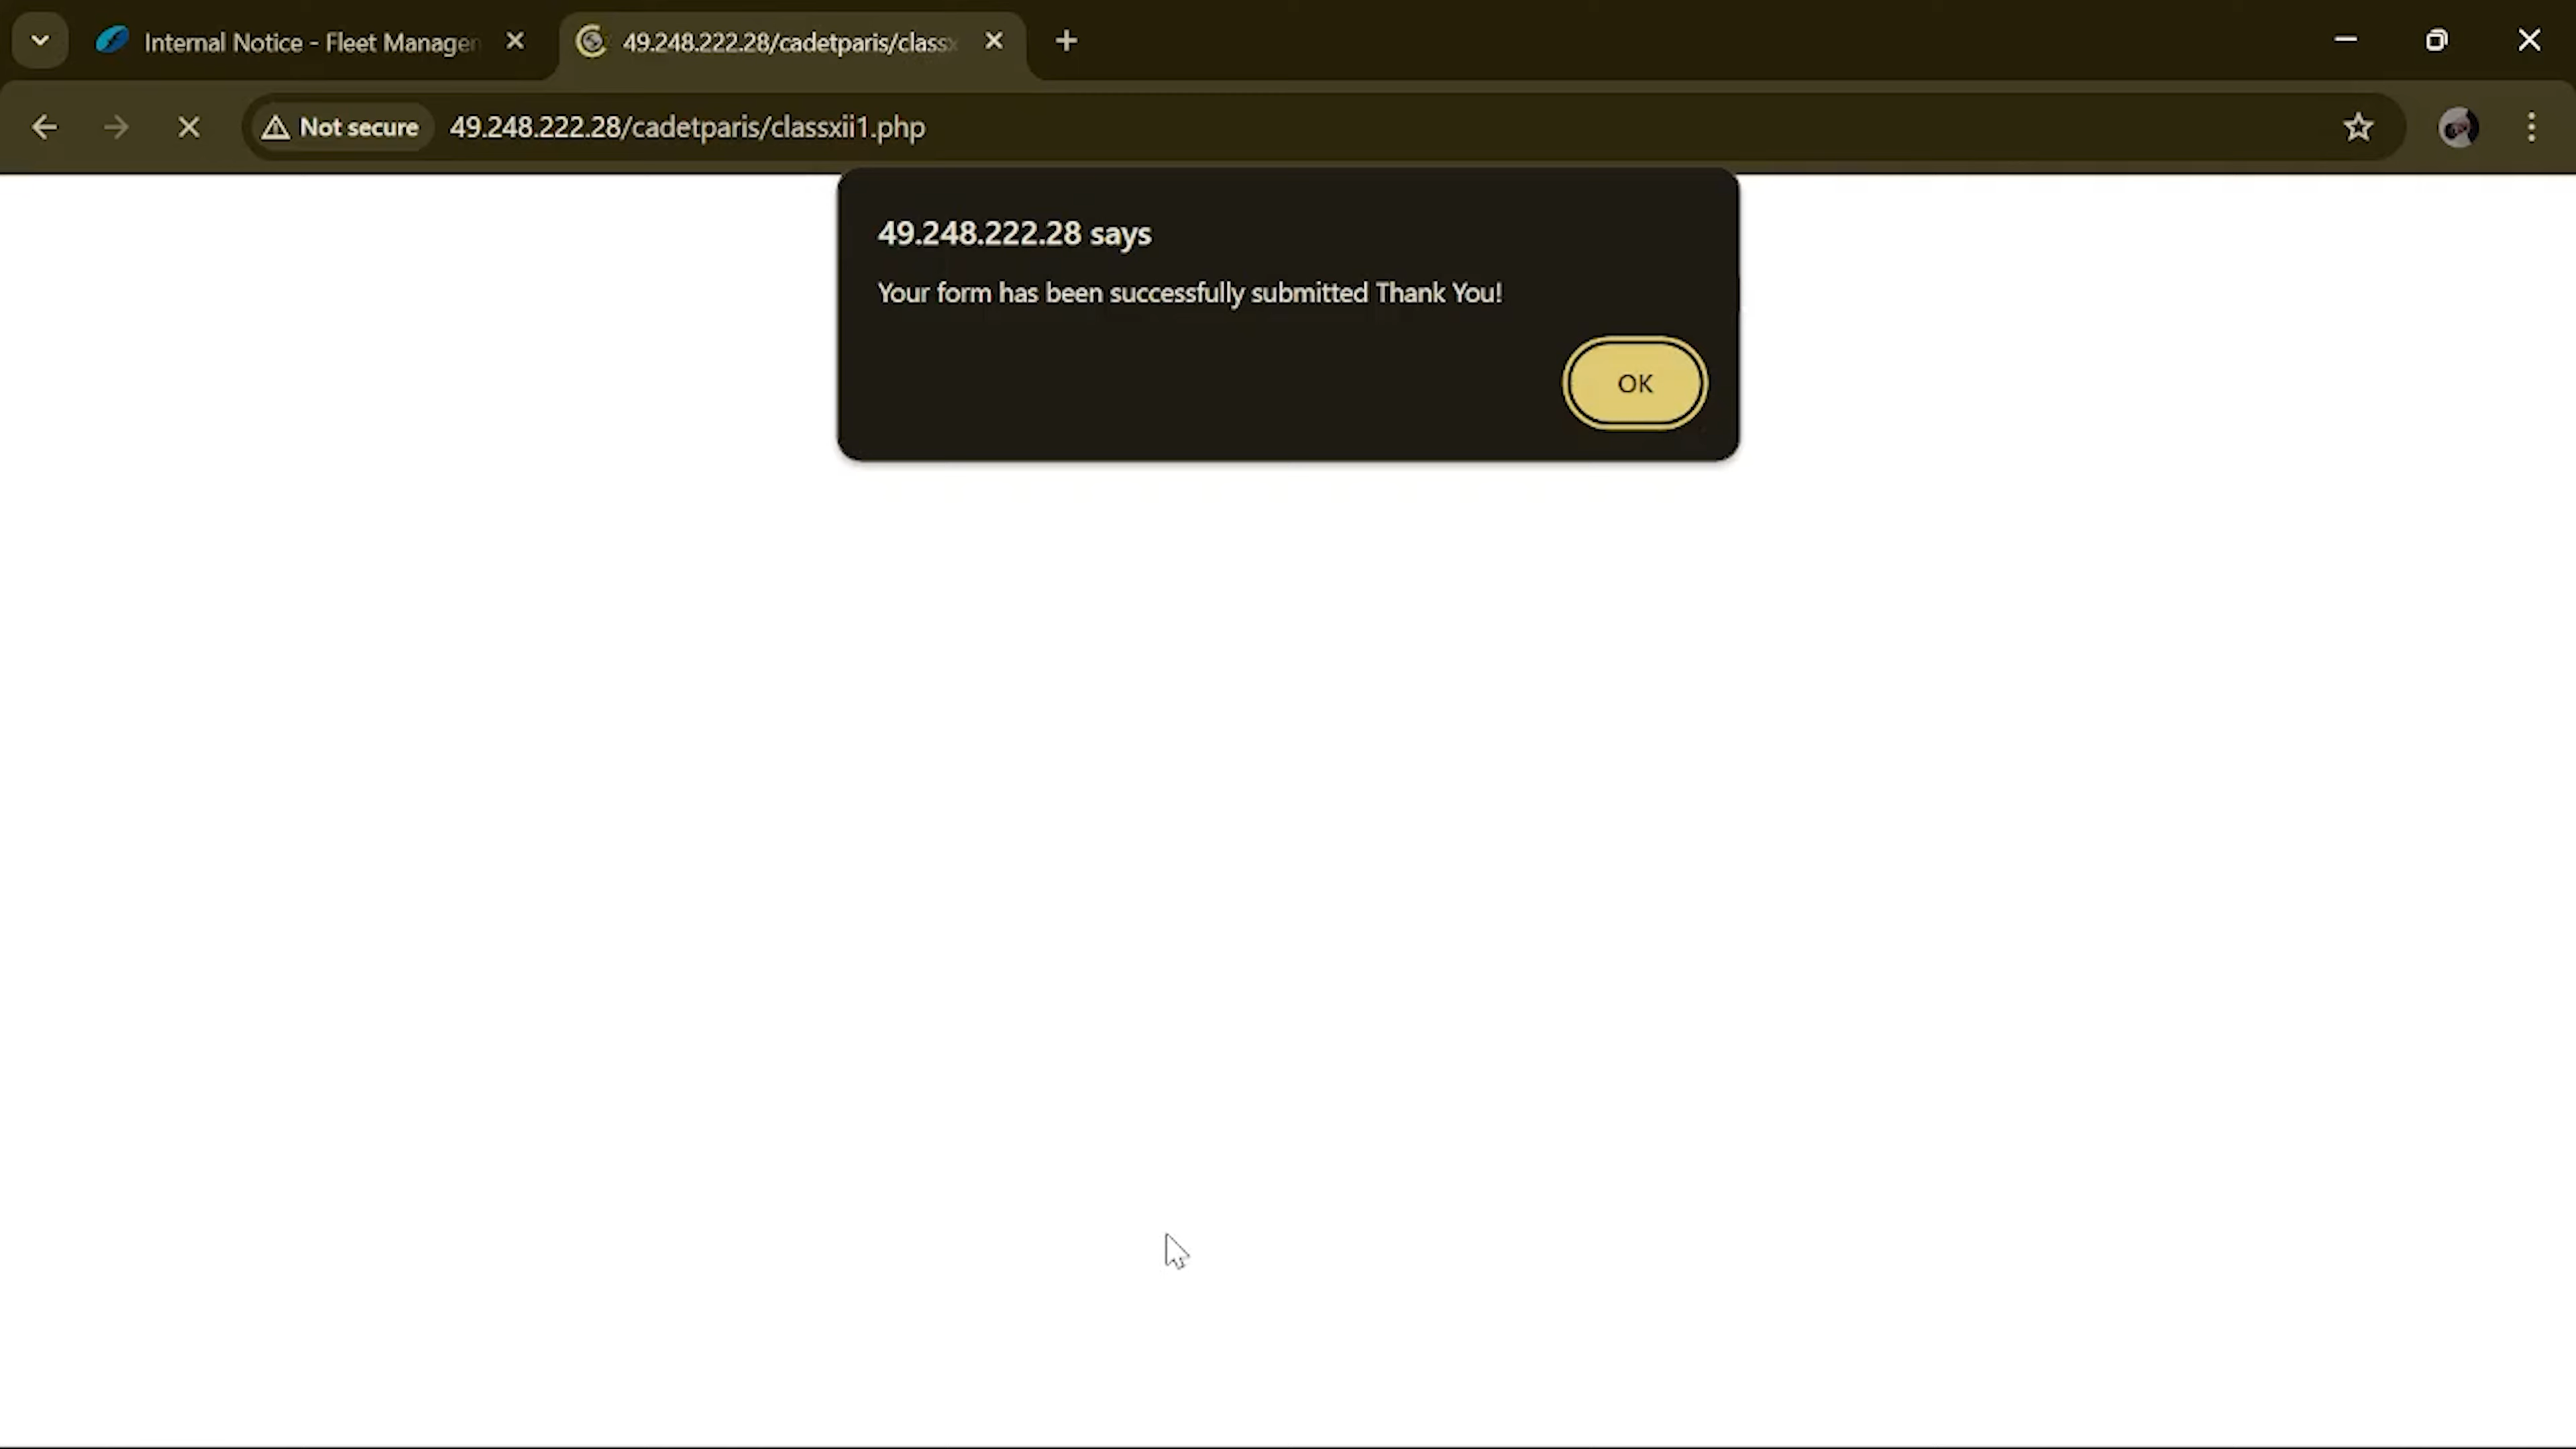 Internal Notice - Fleet Manager
49.248.222.28/cadetparis/classx
Not secure
49.248.222.28/cadetparis/classxii1.php
49.248.222.28 says
Your form has been successfully submitted Thank You!
OK